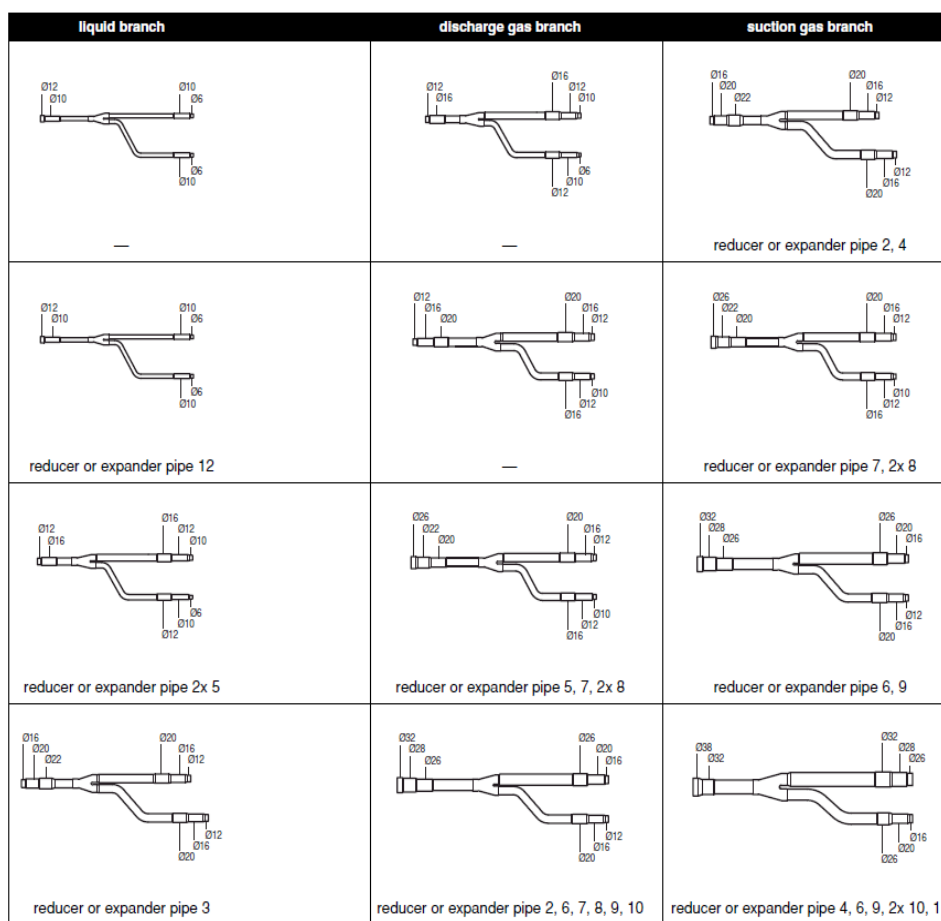 liquid branch
discharge gas branch
suction gas branch
Ø12
Ø10
Ø10
Ø6
Ø6
Ø10
—
Ø12
Ø16
Ø16
Ø12
Ø10
Ø6
Ø10
Ø12
—
Ø16
Ø20
Ø22
Ø20
Ø16
Ø12
Ø12
Ø16
Ø20
reducer or expander pipe 2, 4
Ø12
Ø10
Ø10
Ø6
Ø6
Ø10
reducer or expander pipe 12
Ø12
Ø16
Ø20
Ø20
Ø16
Ø12
Ø10
Ø12
Ø16
—
Ø26
Ø22
Ø20
Ø20
Ø16
Ø12
Ø10
Ø12
Ø16
reducer or expander pipe 7, 2x 8
Ø12
Ø16
Ø16
Ø12
Ø10
Ø6
Ø10
Ø12
reducer or expander pipe 2x 5
Ø26
Ø22
Ø20
Ø20
Ø16
Ø12
Ø10
Ø12
Ø16
reducer or expander pipe 5, 7, 2x 8
Ø32
Ø28
Ø26
Ø26
Ø20
Ø16
Ø12
Ø16
Ø20
reducer or expander pipe 6, 9
Ø16
Ø20
Ø22
Ø20
Ø16
Ø12
Ø12
Ø16
Ø20
reducer or expander pipe 3
Ø32
Ø28
Ø26
Ø26
Ø20
Ø16
Ø12
Ø16
Ø20
reducer or expander pipe 2, 6, 7, 8, 9, 10
Ø38
Ø32
Ø32
Ø28
Ø26
Ø16
Ø20
Ø26
reducer or expander pipe 4, 6, 9, 2x 10, 1